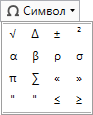 Ω Символ
√ Δ ± ²
α β ρ σ
π ∑ « »
" " ≤ ≥